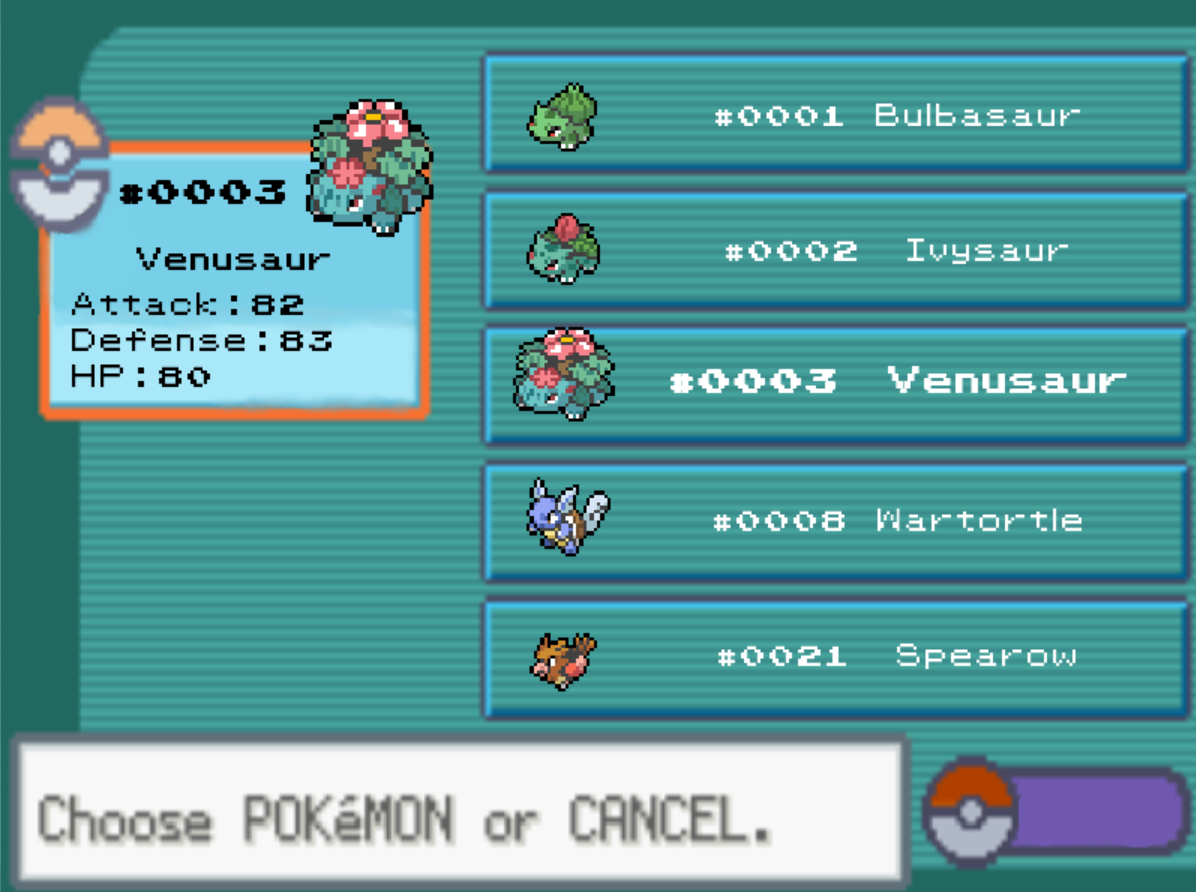 #0003
Venusaur
Attack:82
Defense:83
HP:80
#0001 Bulbasaur
#0002 Ivysaur
#0003 Venusaur
#0008 Wartortle
#0021 Spearow
Choose POKéMON or CANCEL.